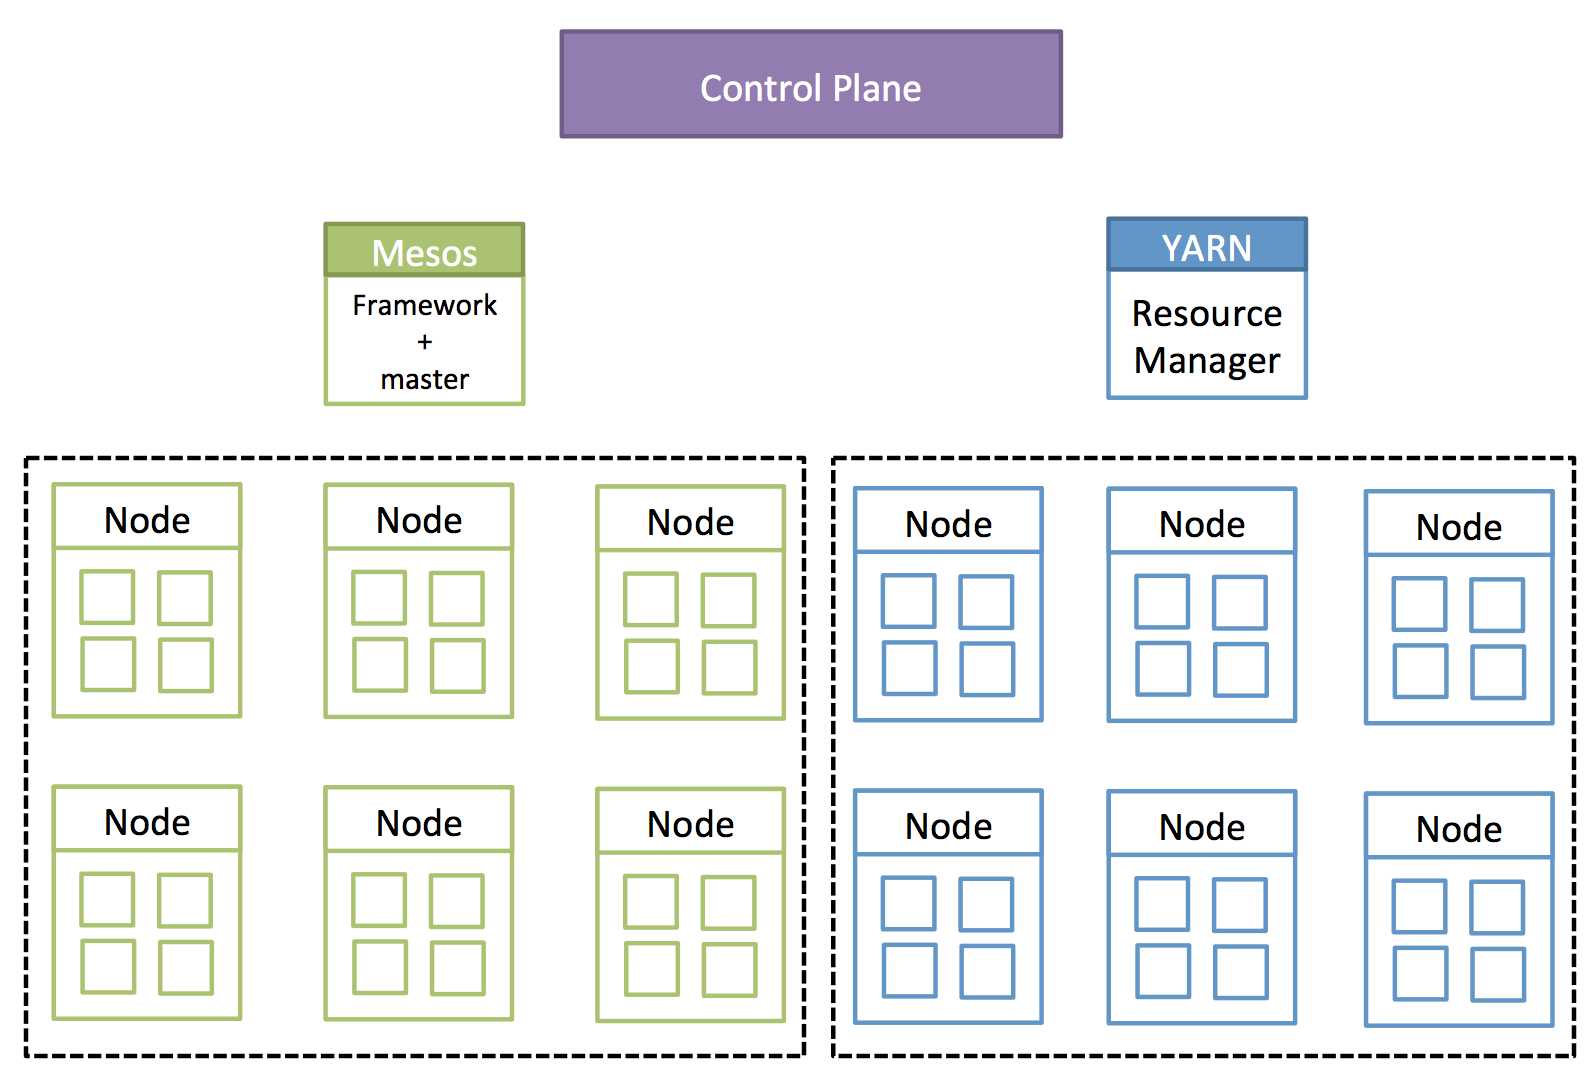 Control Plane
Mesos
Framework
+
master
YARN
Resource
Manager
Node
Node
Node
Node
Node
Node
Node
Node
Node
Node
Node
Node